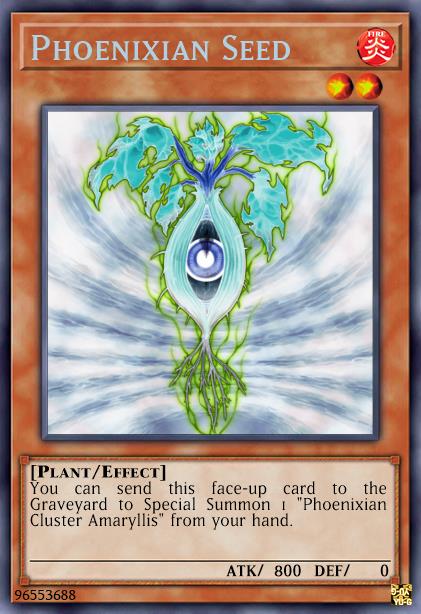 Phoenixian Seed
FIRE
炎
[Plant/Effect]
You can send this face-up card to the
Graveyard to Special Summon 1 "Phoenixian
Cluster Amaryllis" from your hand.
ATK/ 800 DEF/ 0
96553688